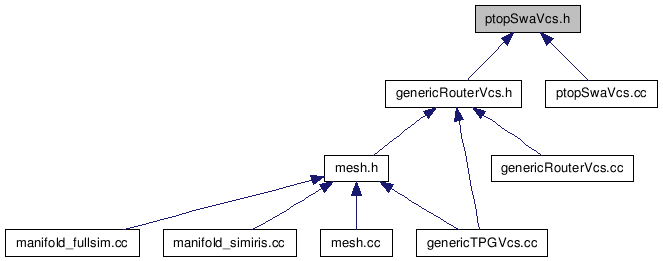 ptopSwaVcs.h
genericRouterVcs.h
ptopSwaVcs.cc
mesh.h
genericRouterVcs.cc
manifold_fullsim.cc
manifold_simiris.cc
mesh.cc
genericTPGVcs.cc